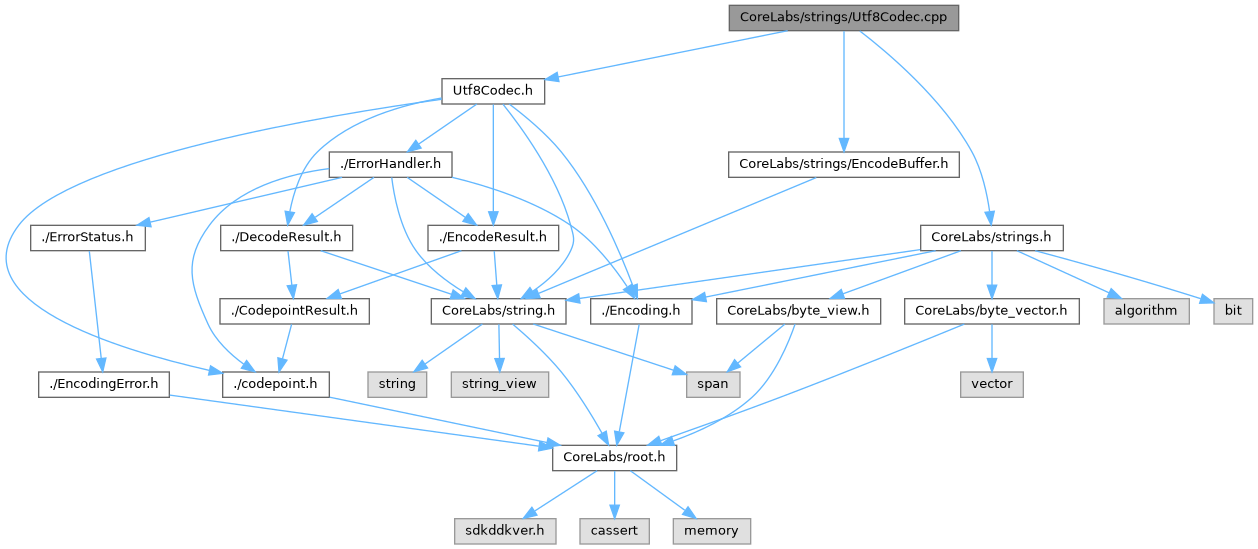 CoreLabs/strings/Utf8Codec.cpp
Utf8Codec.h
./ErrorHandler.h
CoreLabs/strings/EncodeBuffer.h
./ErrorStatus.h
./DecodeResult.h
./EncodeResult.h
CoreLabs/strings.h
./CodepointResult.h
CoreLabs/string.h
./Encoding.h
CoreLabs/byte_view.h
CoreLabs/byte_vector.h
algorithm
bit
./EncodingError.h
./codepoint.h
string
string_view
span
vector
CoreLabs/root.h
sdkddkver.h
cassert
memory